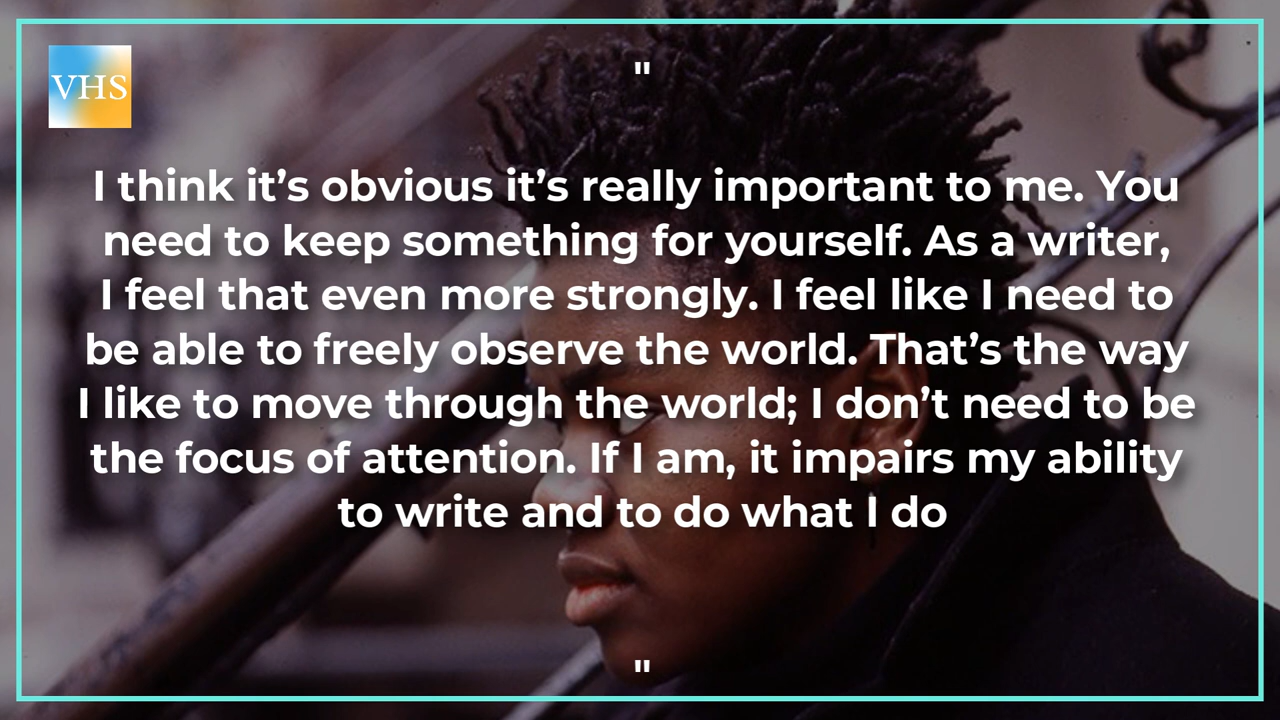 VHS
"
I think it’s obvious it’s really important to me. You
need to keep something for yourself. As a writer,
I feel that even more strongly. I feel like I need to
be able to freely observe the world. That’s the way
I like to move through the world; I don’t need to be
the focus of attention. If I am, it impairs my ability
to write and to do what I do
"